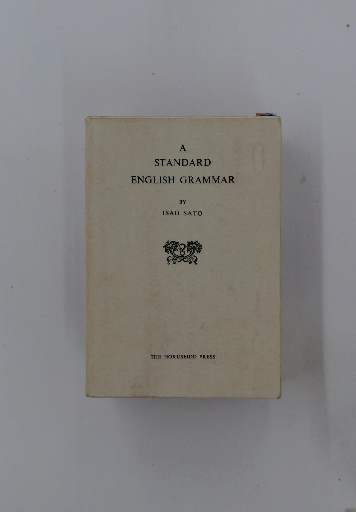 A
STANDARD
ENGLISH GRAMMAR
BY
ISAO SATO
THE HOKUSEIDO PRESS